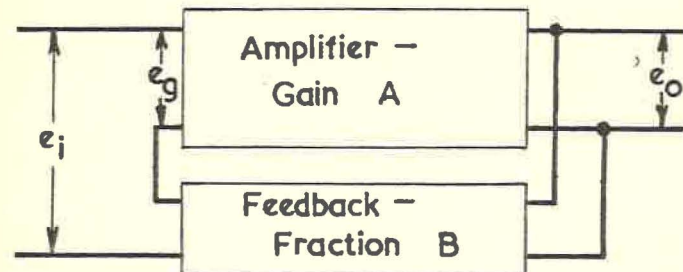 Amplifier –
Gain A
e_g
e_o
e_i
Feedback –
Fraction B